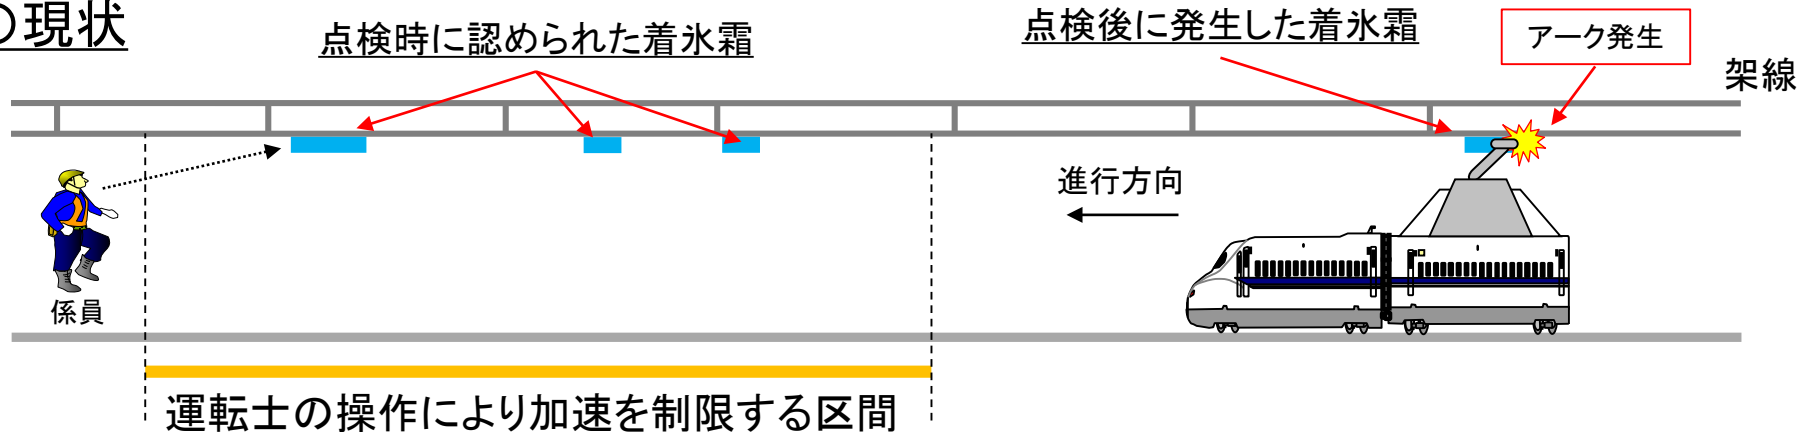 の現状
点検時に認められた着氷霜
点検後に発生した着氷霜
アーク発生
架線
進行方向
係員
運転士の操作により加速を制限する区間